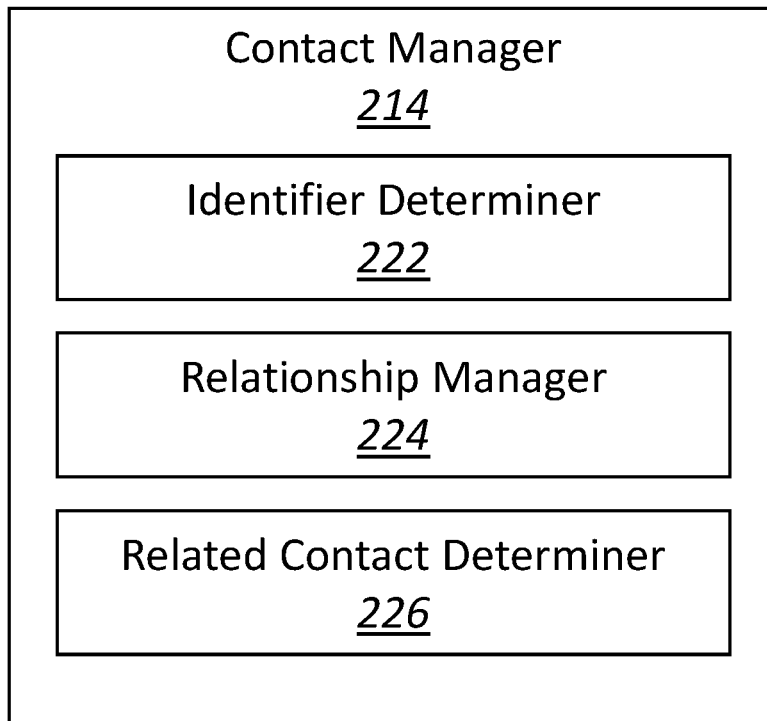 Contact Manager
214
Identifier Determiner
222
Relationship Manager
224
Related Contact Determiner
226